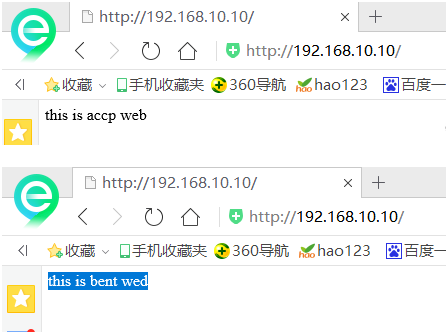 http://192.168.10.10/
http://192.168.10.10/
收藏 手机收藏夹 360导航 hao123 百度一
this is accp web
http://192.168.10.10/
http://192.168.10.10/
收藏 手机收藏夹 360导航 hao123 百度一
this is bent wed